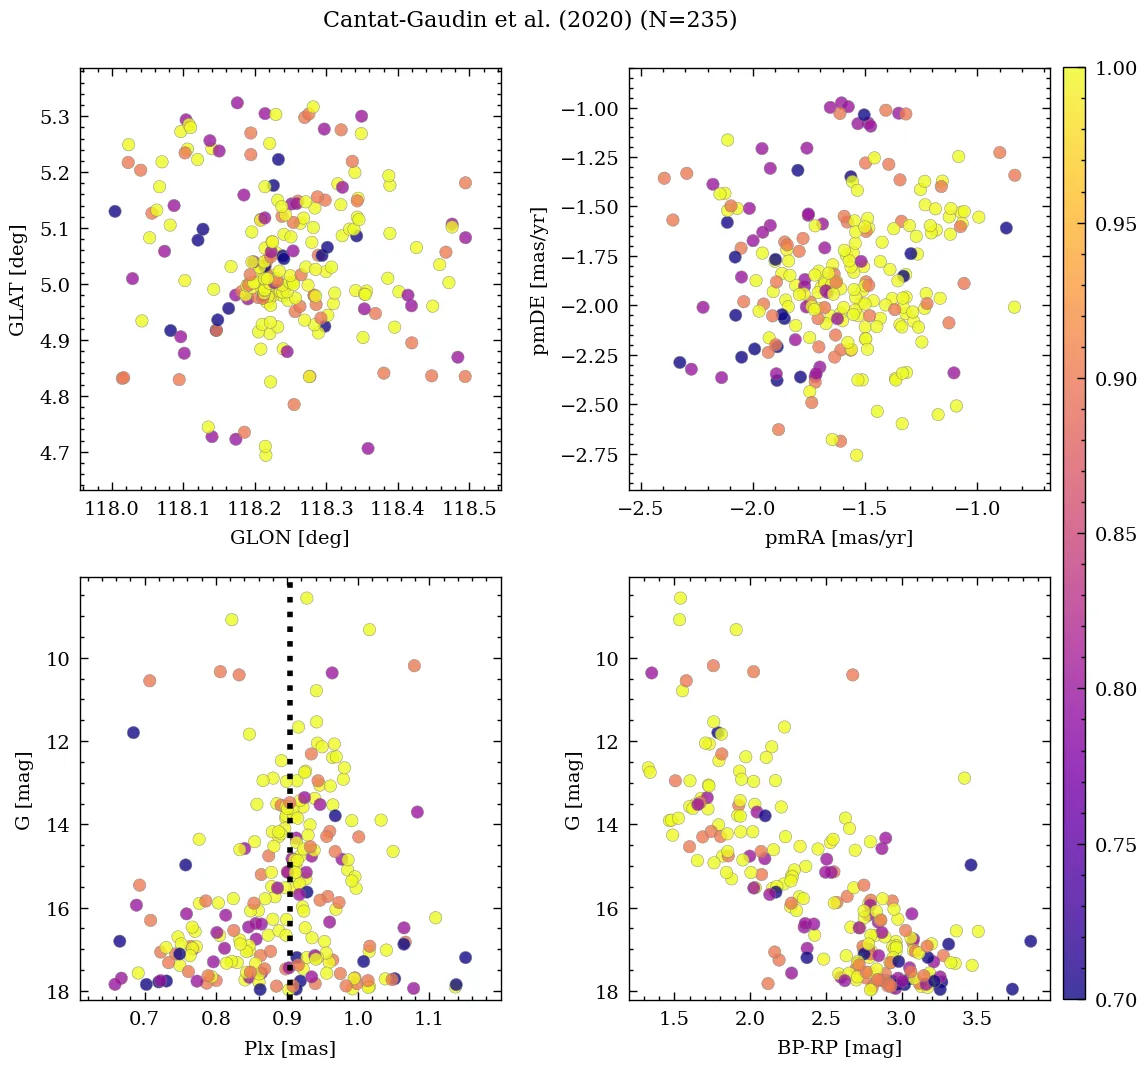 Cantat-Gaudin et al. (2020) (N=235)
5.3
5.2
5.1
5.0
4.9
4.8
4.7
GLAT [deg]
118.0 118.1 118.2 118.3 118.4 118.5
GLON [deg]
−1.00
−1.25
−1.50
−1.75
−2.00
−2.25
−2.50
−2.75
pmDE [mas/yr]
−2.5 −2.0 −1.5 −1.0
pmRA [mas/yr]
10
12
14
16
18
G [mag]
0.7 0.8 0.9 1.0 1.1
Plx [mas]
10
12
14
16
18
G [mag]
1.5 2.0 2.5 3.0 3.5
BP-RP [mag]
1.00
0.95
0.90
0.85
0.80
0.75
0.70